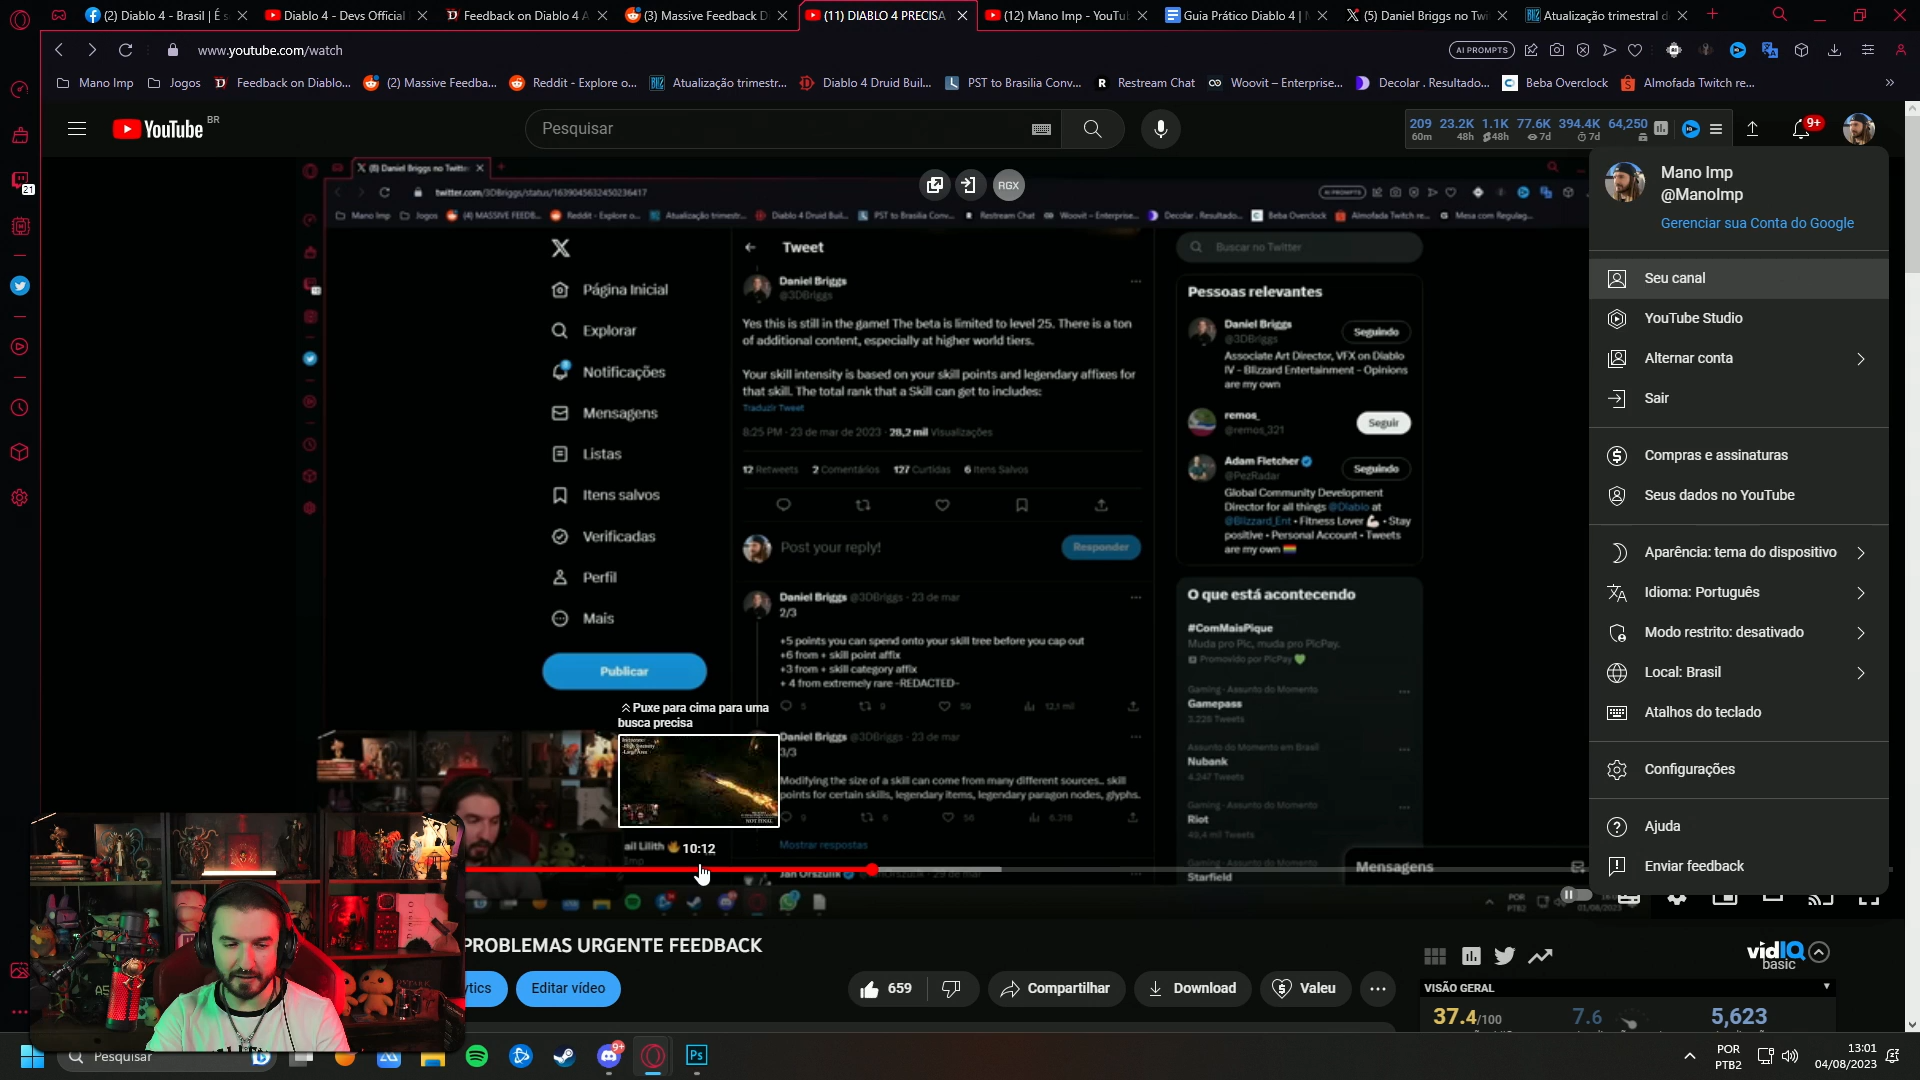 (2) Diablo 4 - Brasil | É s
Diablo 4 - Devs Official
Feedback on Diablo 4 A
(3) Massive Feedback D
(11) DIABLO 4 PRECISA
(12) Mano Imp - YouTu
Guia Prático Diablo 4 |
(5) Daniel Briggs no Twi
Atualização trimestral d
www.youtube.com/watch
AI PROMPTS
Mano Imp
Jogos
Feedback on Diablo...
(2) Massive Feedba...
Reddit - Explore o...
Atualização trimestr...
Diablo 4 Druid Buil...
PST to Brasilia Conv...
Restream Chat
Woovit – Enterprise...
Decolar . Resultado...
Beba Overclock
Almofada Twitch re...
YouTube BR
Pesquisar
209 23.2K 1.1K 77.6K 394.4K 64,250
60m 48h 48h 7d 7d
9+
21
(8) Daniel Briggs no Twitte
twitter.com/3DBriggs/status/1639045632450236417
AI PROMPTS
Mano Imp
Jogos
(4) MASSIVE FEEDB...
Reddit - Explore o...
Atualização trimestr...
Diablo 4 Druid Buil...
PST to Brasilia Conv...
Restream Chat
Woovit – Enterprise...
Decolar . Resultado...
Beba Overclock
Almofada Twitch re...
Mesa com Regulag...
RGX
Página Inicial
Explorar
Notificações
Mensagens
Listas
Itens salvos
Verificadas
Perfil
Mais
Publicar
Tweet
Daniel Briggs
@3DBriggs
Yes this is still in the game! The beta is limited to level 25. There is a ton
of additional content, especially at higher world tiers.
Your skill intensity is based on your skill points and legendary affixes for
that skill. The total rank that a Skill can get to includes:
Traduzir Tweet
8:25 PM · 23 de mar de 2023 · 28,2 mil Visualizações
12 Retweets 2 Comentários 127 Curtidas 6 Itens Salvos
Post your reply!
Responder
Daniel Briggs @3DBriggs · 23 de mar
2/3
+5 points you can spend onto your skill tree before you cap out
+6 from + skill point affix
+3 from + skill category affix
+ 4 from extremely rare -REDACTED-
5 9 59 12,1 mil
Daniel Briggs @3DBriggs · 23 de mar
3/3
Modifying the size of a skill can come from many different sources.. skill
points for certain skills, legendary items, legendary paragon nodes, glyphs.
9 6 56 6.318
Mostrar respostas
Jan Orszulik
29 de mar
Buscar no Twitter
Pessoas relevantes
Daniel Briggs
@3DBriggs
Seguindo
Associate Art Director, VFX on Diablo
IV - Blizzard Entertainment - Opinions
are my own
remos_
@remos_321
Seguir
Adam Fletcher
@PezRadar
Seguindo
Global Community Development
Director for all things @Diablo at
@Blizzard_Ent • Fitness Lover • Stay
positive • Personal Account • Tweets
are my own
O que está acontecendo
#ComMaisPique
Muda pro Pic, muda pro PicPay.
Promovido por PicPay
Gaming · Assunto do Momento
Gamepass
3.226 Tweets
Assunto do Momento em Brasil
Nubank
4.247 Tweets
Gaming · Assunto do Momento
Riot
49,4 mil Tweets
Gaming · Assunto do Momento
Starfield
Mensagens
Puxe para cima para uma
busca precisa
-High Intensity
-Large Area
NOT FINAL
ail Lilith 10:12
POR
PTB2
01/08/2023
Mano Imp
@ManoImp
Gerenciar sua Conta do Google
Seu canal
YouTube Studio
Alternar conta
Sair
Compras e assinaturas
Seus dados no YouTube
Aparência: tema do dispositivo
Idioma: Português
Modo restrito: desativado
Local: Brasil
Atalhos do teclado
Configurações
Ajuda
Enviar feedback
PROBLEMAS URGENTE FEEDBACK
ytics
Editar vídeo
659
Compartilhar
Download
Valeu
vidIQ
basic
VISÃO GERAL
37.4/100
7.6
5,623
Pesquisar
9+
Ps
POR
PTB2
13:01
04/08/2023